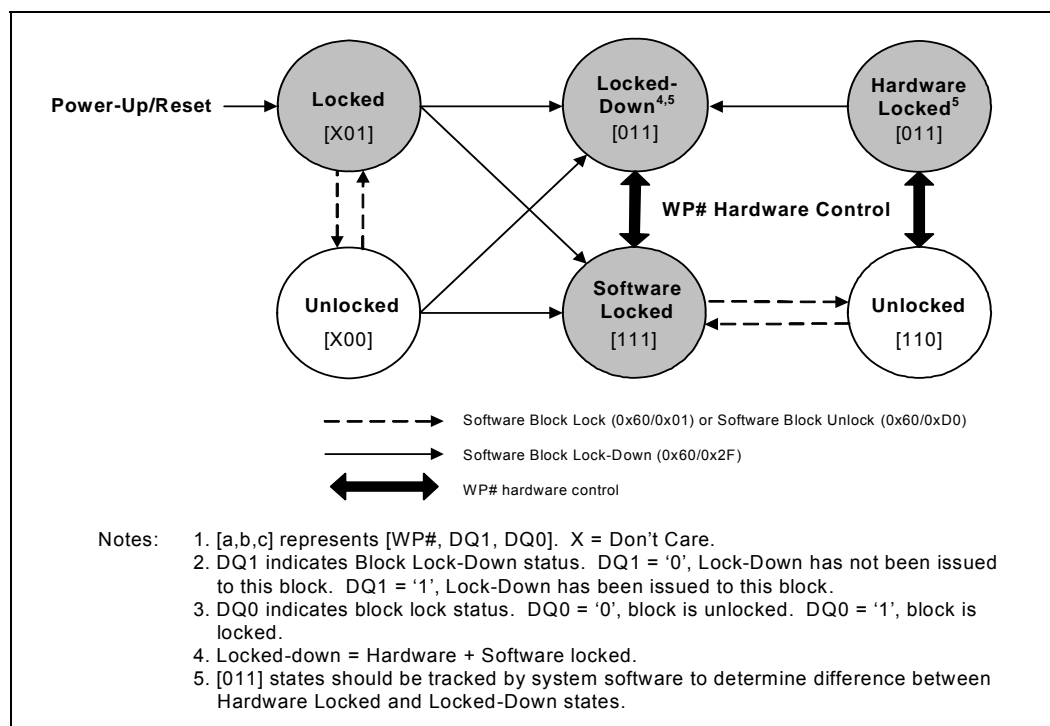 Power-Up/Reset
Locked
[X01]
Locked-
Down4,5
[011]
Hardware
Locked5
[011]
WP# Hardware Control
Unlocked
[X00]
Software
Locked
[111]
Unlocked
[110]
Software Block Lock (0x60/0x01) or Software Block Unlock (0x60/0xD0)
Software Block Lock-Down (0x60/0x2F)
WP# hardware control
Notes: 1. [a,b,c] represents [WP#, DQ1, DQ0]. X = Don't Care.
2. DQ1 indicates Block Lock-Down status. DQ1 = ‘0’, Lock-Down has not been issued
to this block. DQ1 = ‘1’, Lock-Down has been issued to this block.
3. DQ0 indicates block lock status. DQ0 = ‘0’, block is unlocked. DQ0 = ‘1’, block is
locked.
4. Locked-down = Hardware + Software locked.
5. [011] states should be tracked by system software to determine difference between
Hardware Locked and Locked-Down states.